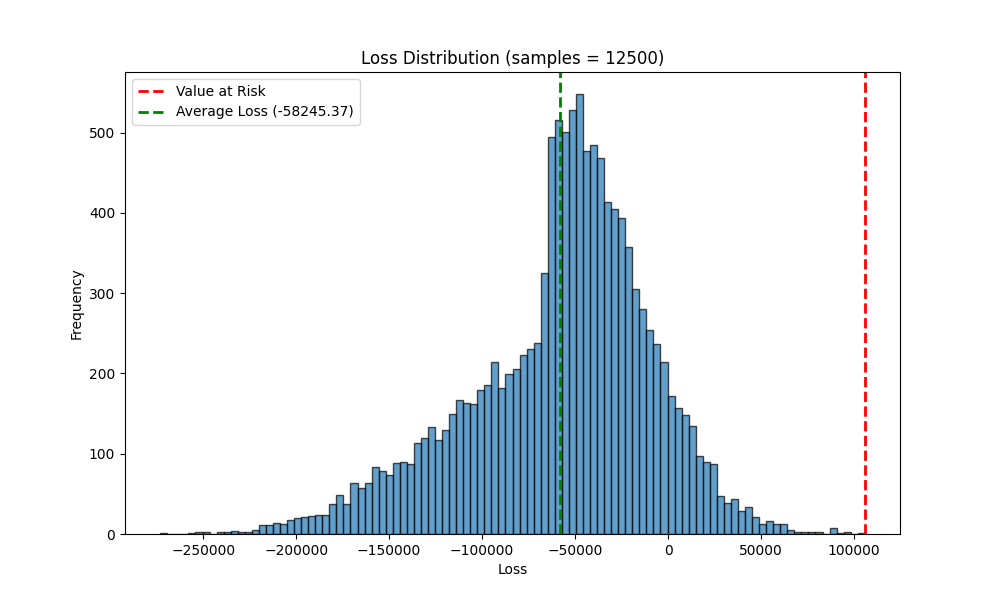 Loss Distribution (samples = 12500)
Value at Risk
Average Loss (-58245.37)
Frequency
500
400
300
200
100
0
−250000 −200000 −150000 −100000 −50000 0 50000 100000
Loss